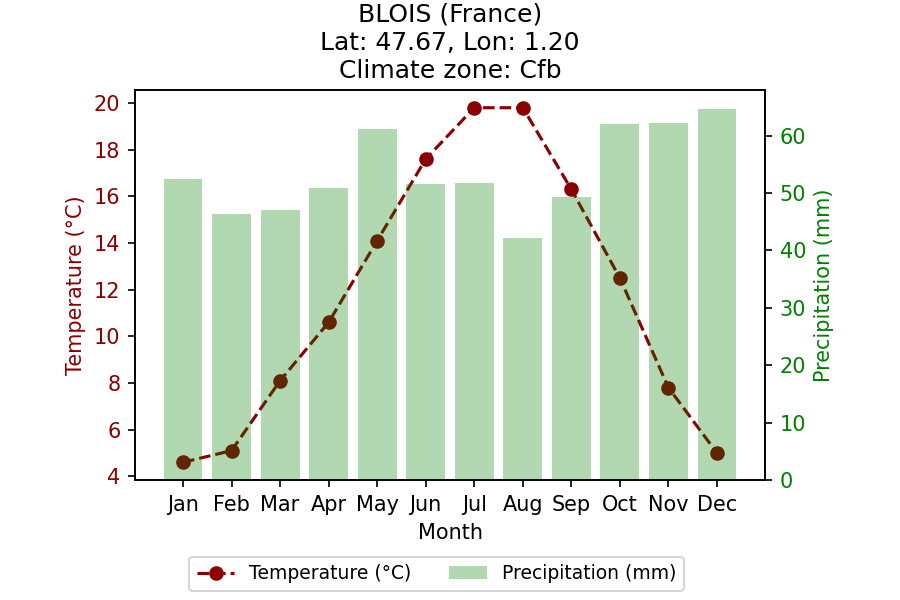 BLOIS (France)
Lat: 47.67, Lon: 1.20
Climate zone: Cfb
20
18
16
14
12
10
8
6
4
Temperature (°C)
60
50
40
30
20
10
0
Precipitation (mm)
Jan Feb Mar Apr May Jun Jul Aug Sep Oct Nov Dec
Month
Temperature (°C) Precipitation (mm)